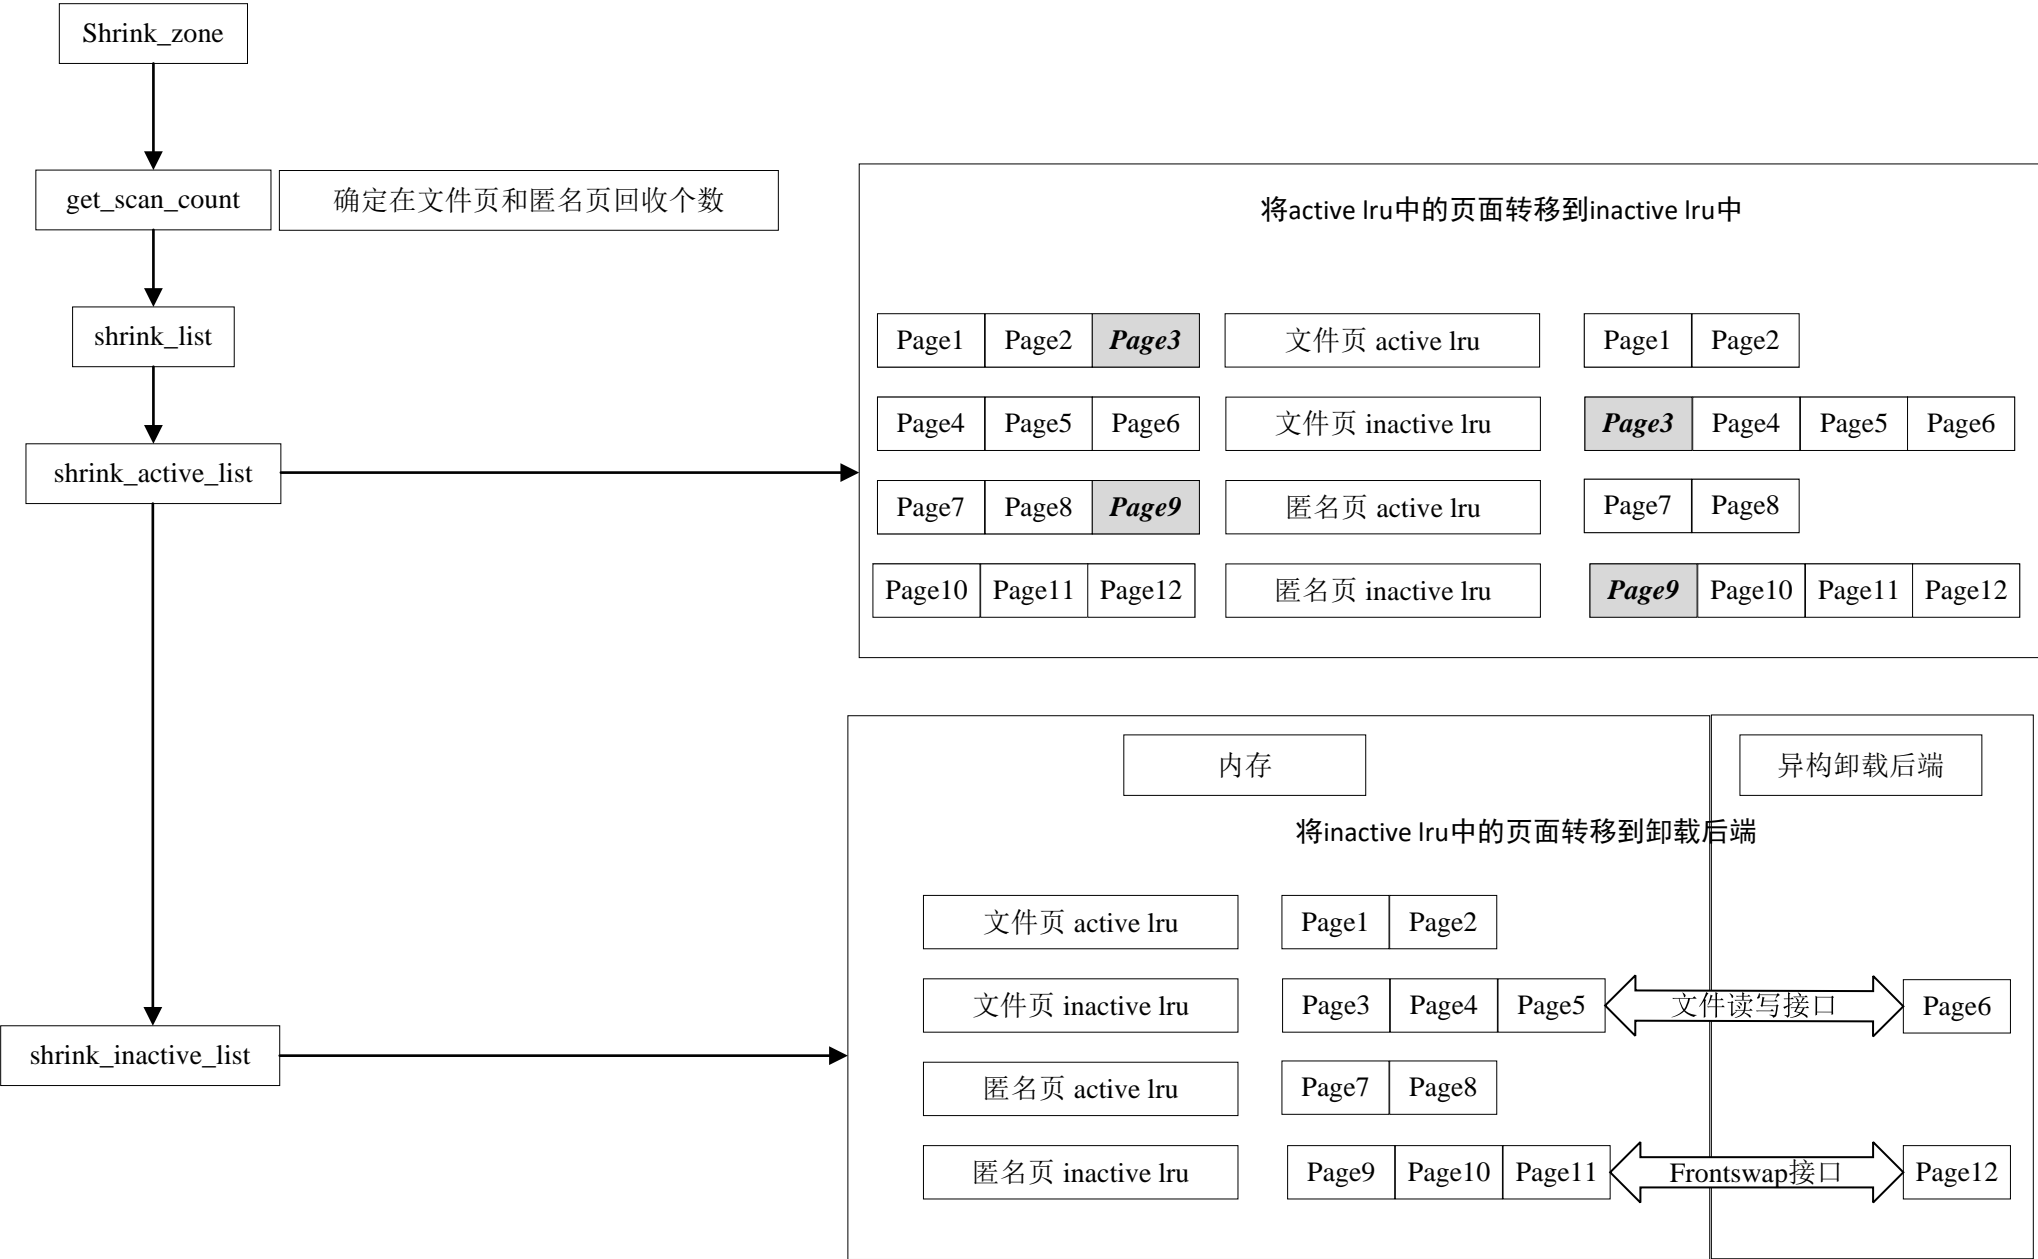 Shrink_zone
get_scan_count
确定在文件页和匿名页回收个数
shrink_list
shrink_active_list
将active lru中的页面转移到inactive lru中
Page1 Page2 Page3 文件页 active lru Page1 Page2
Page4 Page5 Page6 文件页 inactive lru Page3 Page4 Page5 Page6
Page7 Page8 Page9 匿名页 active lru Page7 Page8
Page10 Page11 Page12 匿名页 inactive lru Page9 Page10 Page11 Page12
shrink_inactive_list
内存 异构卸载后端
将inactive lru中的页面转移到卸载后端
文件页 active lru Page1 Page2
文件页 inactive lru Page3 Page4 Page5 文件读写接口 Page6
匿名页 active lru Page7 Page8
匿名页 inactive lru Page9 Page10 Page11 Frontswap接口 Page12